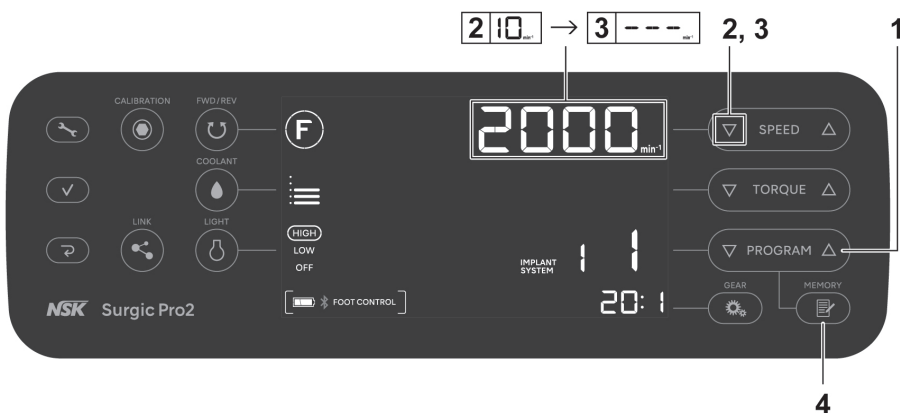 2 10 min⁻¹ → 3 --- min⁻¹
2, 3
1
CALIBRATION
FWD/REV
F
2000 min⁻¹
SPEED
COOLANT
TORQUE
LINK
LIGHT
HIGH
LOW
OFF
IMPLANT
SYSTEM
1 1
PROGRAM
NSK Surgic Pro2
FOOT CONTROL
20:1
GEAR
MEMORY
4